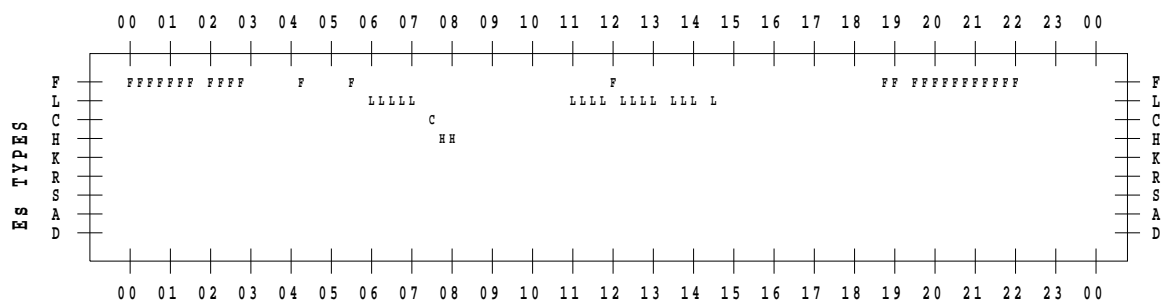 00 01 02 03 04 05 06 07 08 09 10 11 12 13 14 15 16 17 18 19 20 21 22 23 00
F FFFFFFF FFFF F F F FF FFFFFFFFFFF F
L LLLLL LLLL LLLL LLL L L
C C C
H HH H
K K
R R
S S
A A
D D
Es TYPES
00 01 02 03 04 05 06 07 08 09 10 11 12 13 14 15 16 17 18 19 20 21 22 23 00